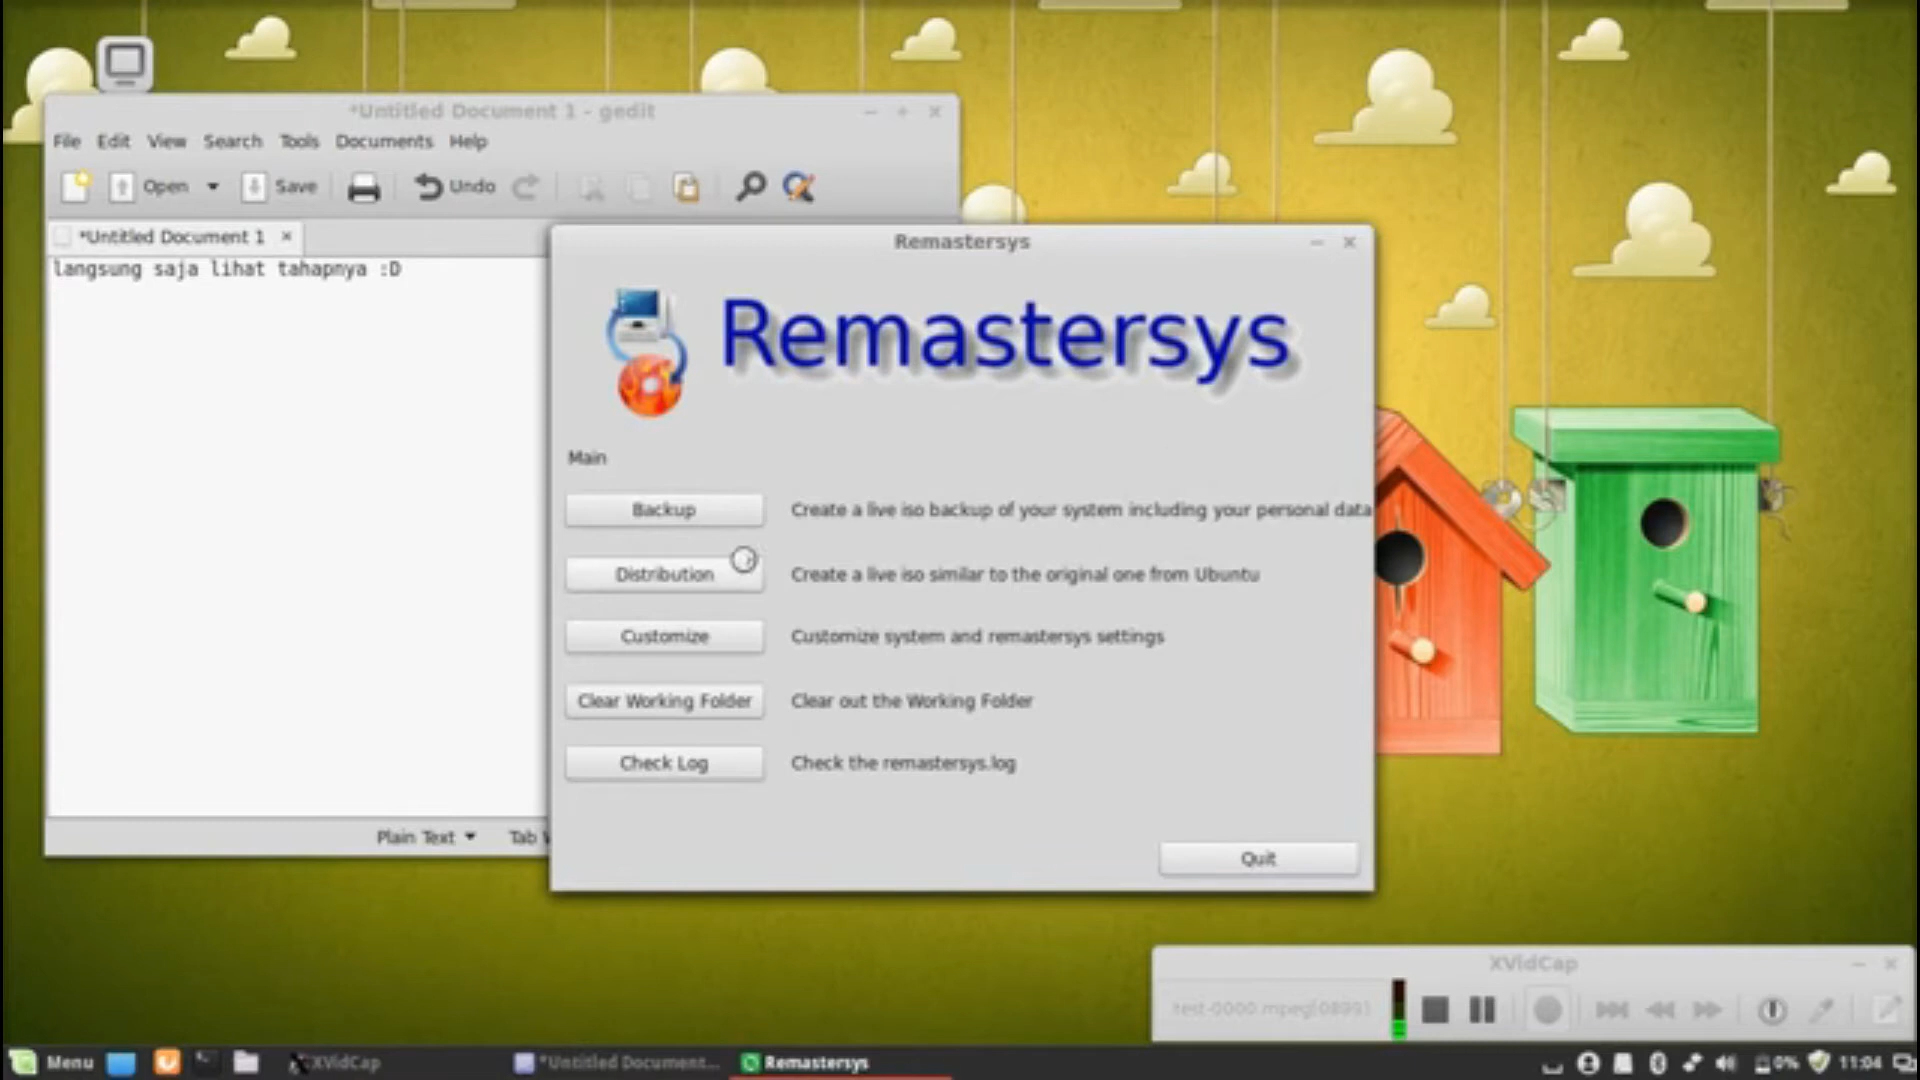 *Untitled Document 1 - gedit
File Edit View Search Tools Documents Help
Open Save Undo
*Untitled Document 1
langsung saja lihat tahapnya :D
Plain Text Tab
Remastersys
Remastersys
Main
Backup Create a live iso backup of your system including your personal data
Distribution Create a live iso similar to the original one from Ubuntu
Customize Customize system and remastersys settings
Clear Working Folder Clear out the Working Folder
Check Log Check the remastersys.log
Quit
XVidCap
test-0000.mpeg[0899]
Menu XVidCap *Untitled Document... Remastersys 0% 11:04